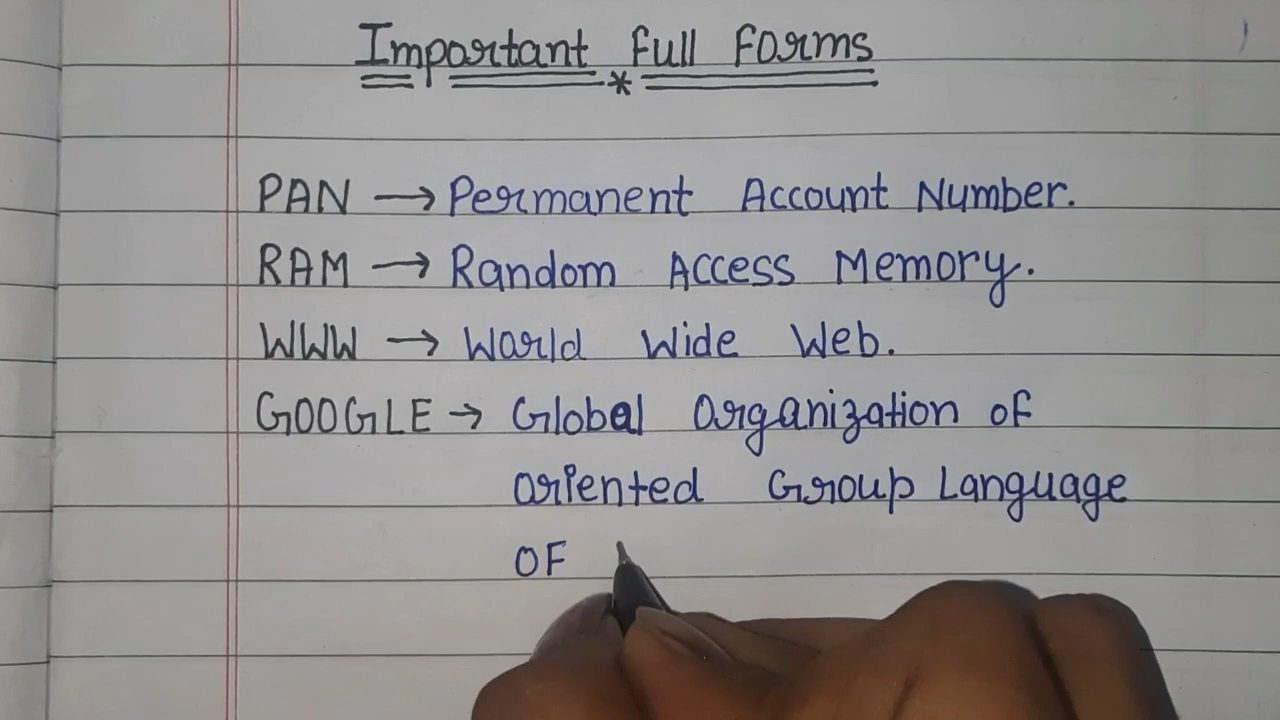 Important Full Forms
*
PAN → Permanent Account Number.
RAM → Random Access Memory.
WWW → World Wide Web.
GOOGLE → Global Organization of
oriented Group Language
OF